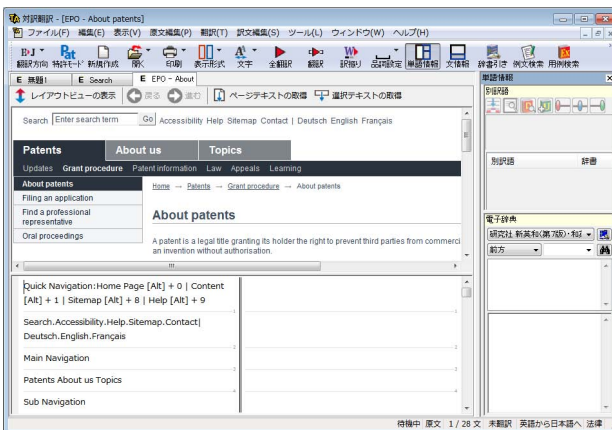 対訳翻訳 - [EPO - About patents]
ファイル(F) 編集(E) 表示(V) 原文編集(P) 翻訳(T) 訳文編集(S) ツール(L) ウィンドウ(W) ヘルプ(H)
翻訳方向 特許モード 新規作成 開く 印刷 表示形式 文字 全翻訳 翻訳 訳振り 品詞設定 単語情報 文情報 辞書引き 例文検索 用例検索
E 無題1 E Search E EPO - About
レイアウトビューの表示 戻る 進む ページテキストの取得 選択テキストの取得
Search Enter search term Go Accessibility Help Sitemap Contact | Deutsch English Français
Patents About us Topics
Updates Grant procedure Patent information Law Appeals Learning
About patents
Filing an application
Find a professional
representative
Oral proceedings
Home → Patents → Grant procedure → About patents
About patents
A patent is a legal title granting its holder the right to prevent third parties from commerci
an invention without authorisation.
Quick Navigation:Home Page [Alt] + 0 | Content
[Alt] + 1 | Sitemap [Alt] + 8 | Help [Alt] + 9
Search.Accessibility.Help.Sitemap.Contact|
Deutsch.English.Français
Main Navigation
Patents About us Topics
Sub Navigation
単語情報
別訳語
別訳語 辞書
電子辞典
研究社 新英和(第7版)・和
前方
待機中 原文 1 / 28 文 未翻訳 英語から日本語へ 法律